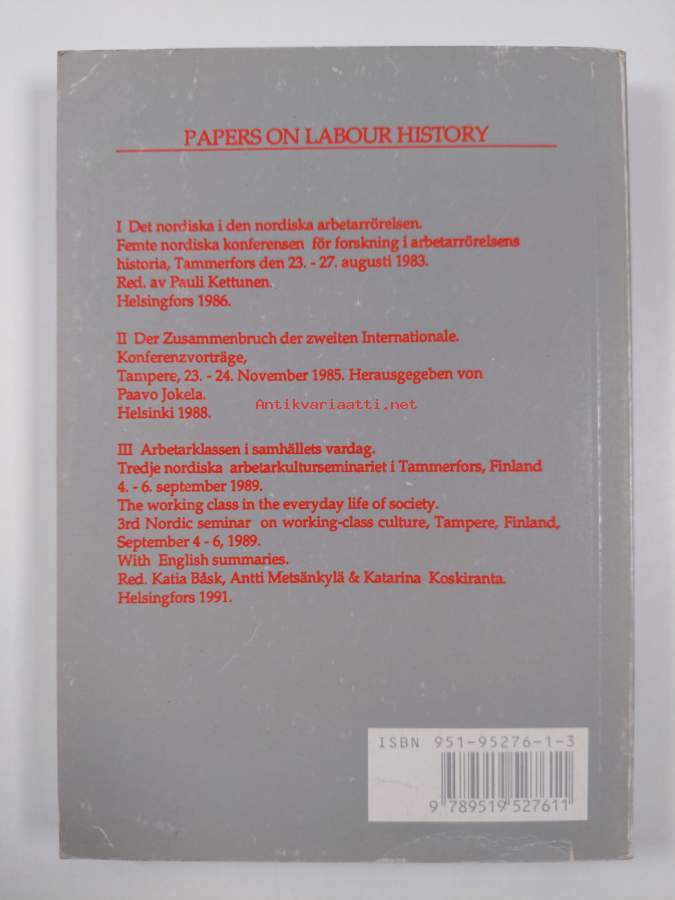 PAPERS ON LABOUR HISTORY
I Det nordiska i den nordiska arbetarrörelsen.
Femte nordiska konferensen för forskning i arbetarrörelsens
historia, Tammerfors den 23. - 27. augusti 1983.
Red. av Pauli Kettunen.
Helsingfors 1986.
II Der Zusammenbruch der zweiten Internationale.
Konferenzvorträge,
Tampere, 23. - 24. November 1985. Herausgegeben von
Paavo Jokela.
Antikvariaatti.net
Helsinki 1988.
III Arbetarklassen i samhällets vardag.
Tredje nordiska arbetarkulturseminariet i Tammerfors, Finland
4. - 6. september 1989.
The working class in the everyday life of society.
3rd Nordic seminar on working-class culture, Tampere, Finland,
September 4 - 6, 1989.
With English summaries.
Red. Katia Båsk, Antti Metsänkylä & Katarina Koskiranta.
Helsingfors 1991.
ISBN 951-95276-1-3
9 789519 527611